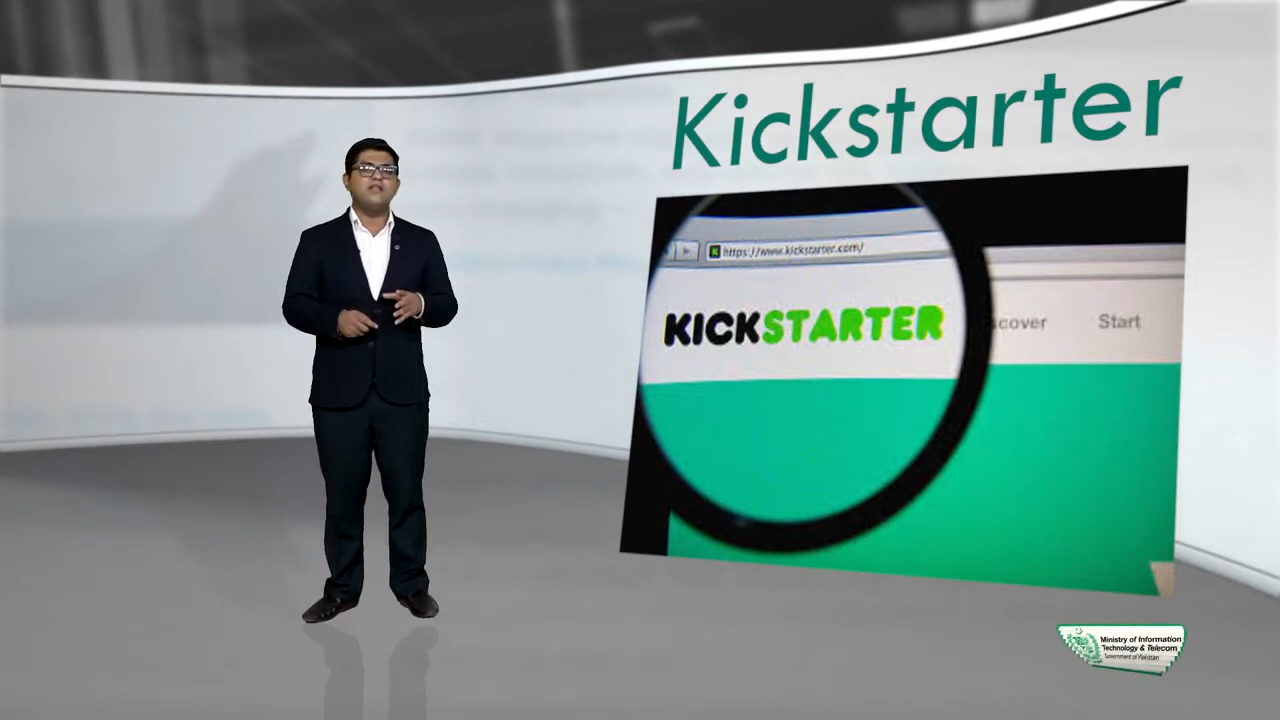 Kickstarter
https://www.kickstarter.com/
KICKSTARTER
scover Start
Ministry of Information
Technology & Telecom
Government of Pakistan